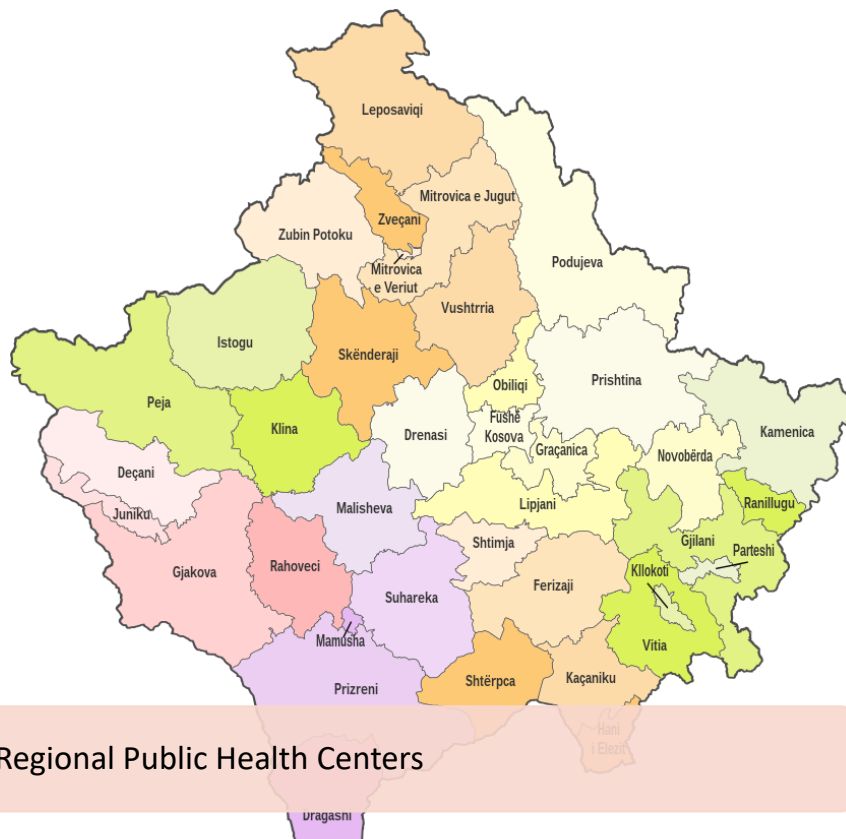 Leposaviqi
Mitrovica e Jugut
Zveçani
Zubin Potoku
Podujeva
Mitrovica
e Veriut
Vushtrria
Istogu
Skënderaji
Prishtina
Obiliqi
Peja
Klina
Fushë
Kosova
Drenasi
Graçanica
Novobërda
Kamenica
Deçani
Malisheva
Lipjani
Ranillugu
Juniku
Shtimja
Gjilani
Parteshi
Gjakova
Rahoveci
Kllokoti
Ferizaji
Suhareka
Mamusha
Vitia
Prizreni
Shtërpca
Kaçaniku
Hani
i Elezit
Regional Public Health Centers
Dragashi